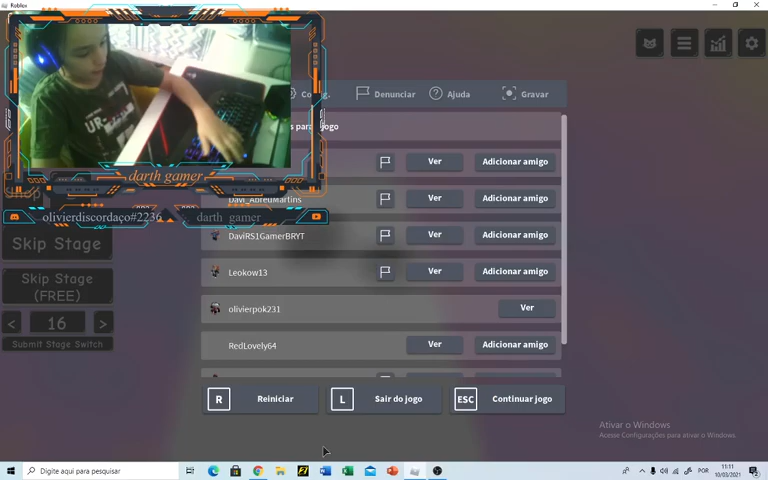 Roblox
Config.
Denunciar
Ajuda
Gravar
s para jogo
Ver
Adicionar amigo
Davi_AbreuMartins
Ver
Adicionar amigo
DaviRS1GamerBRYT
Ver
Adicionar amigo
Leokow13
Ver
Adicionar amigo
olivierpok231
Ver
RedLovely64
Ver
Adicionar amigo
darth gamer
olivierdiscordaço#2236
darth gamer
Skip Stage
Skip Stage
(FREE)
< 16 >
Submit Stage Switch
R Reiniciar
L Sair do jogo
ESC Continuar jogo
Ativar o Windows
Acesse Configurações para ativar o Windows.
Digite aqui para pesquisar
POR
11:11
10/03/2021